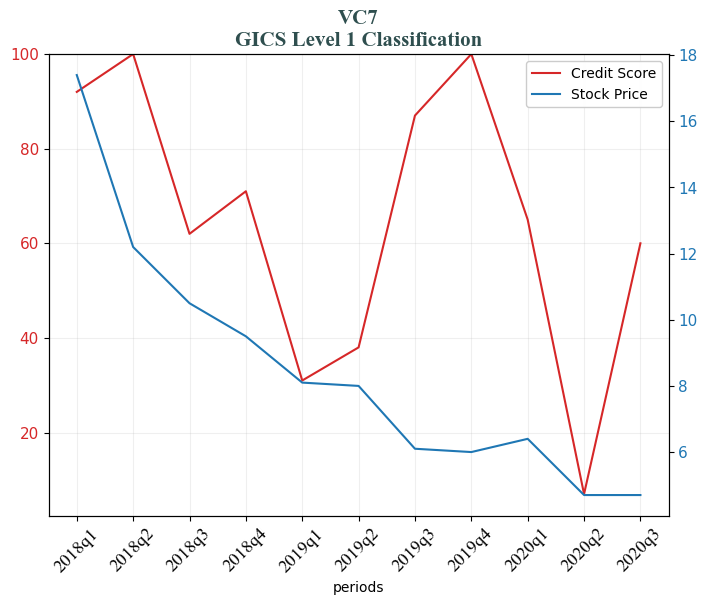 VC7
GICS Level 1 Classification
Credit Score
Stock Price
100
80
60
40
20
18
16
14
12
10
8
6
2018q1
2018q2
2018q3
2018q4
2019q1
2019q2
2019q3
2019q4
2020q1
2020q2
2020q3
periods